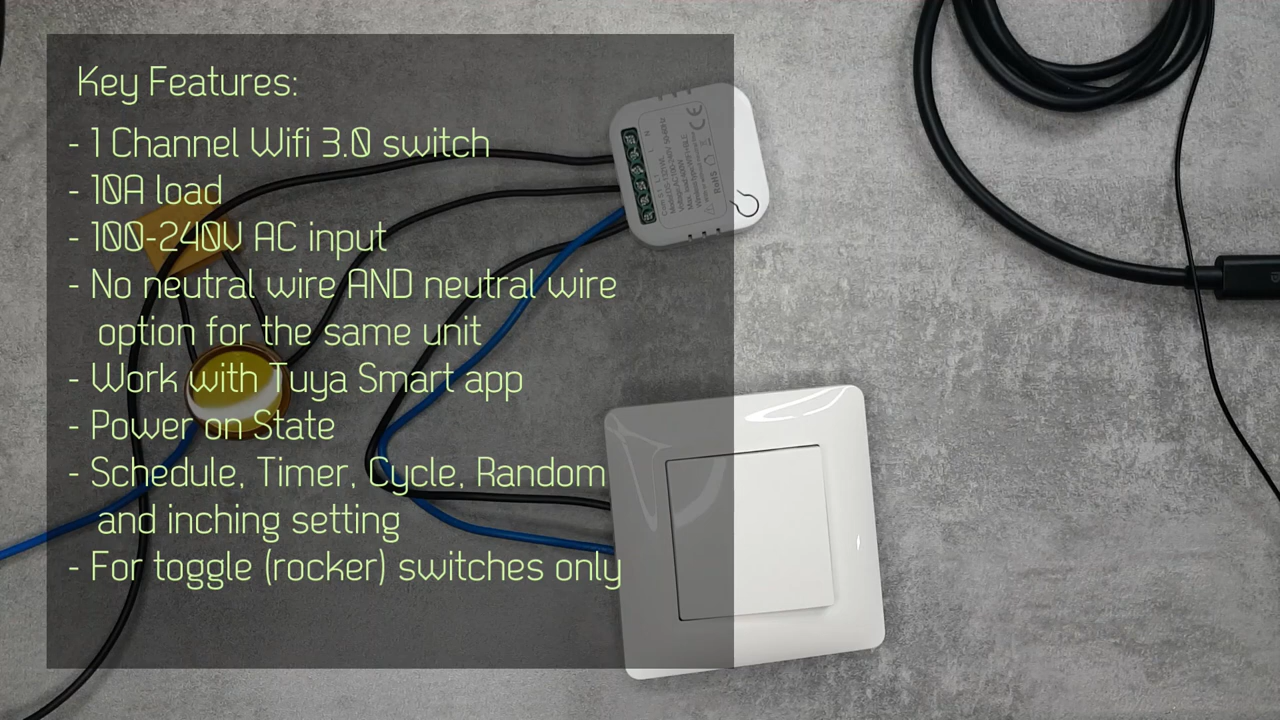 Key Features:
- 1 Channel Wifi 3.0 switch
- 10A load
- 100-240V AC input
- No neutral wire AND neutral wire
option for the same unit
- Work with Tuya Smart app
- Power on State
- Schedule, Timer, Cycle, Random
and inching setting
- For toggle (rocker) switches only
N
L
CE
RoHS